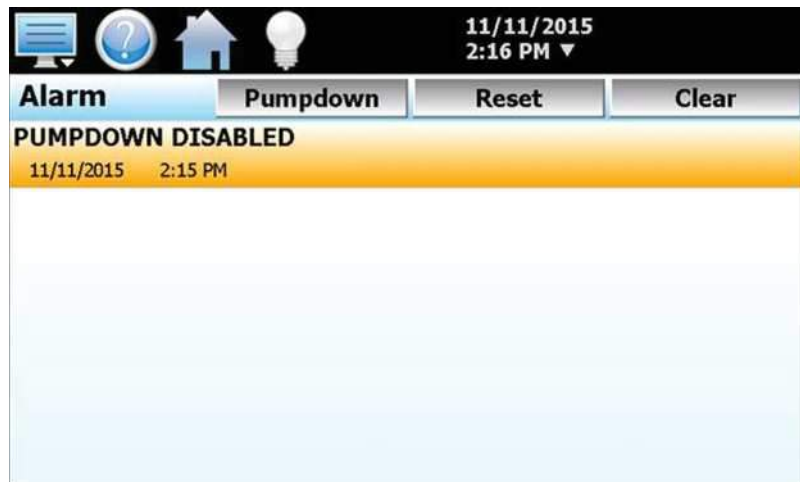 11/11/2015
2:16 PM ▼
Alarm Pumpdown Reset Clear
PUMPDOWN DISABLED
11/11/2015 2:15 PM